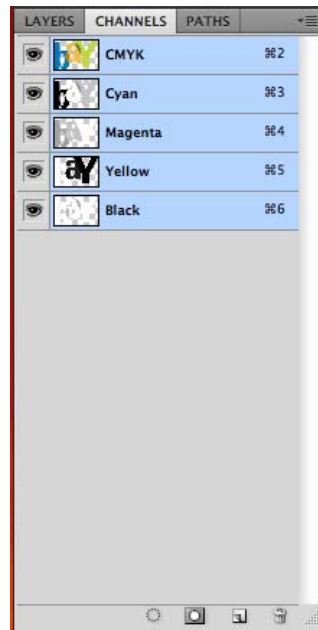 LAYERS CHANNELS PATHS
CMYK ⌘2
Cyan ⌘3
Magenta ⌘4
Yellow ⌘5
Black ⌘6